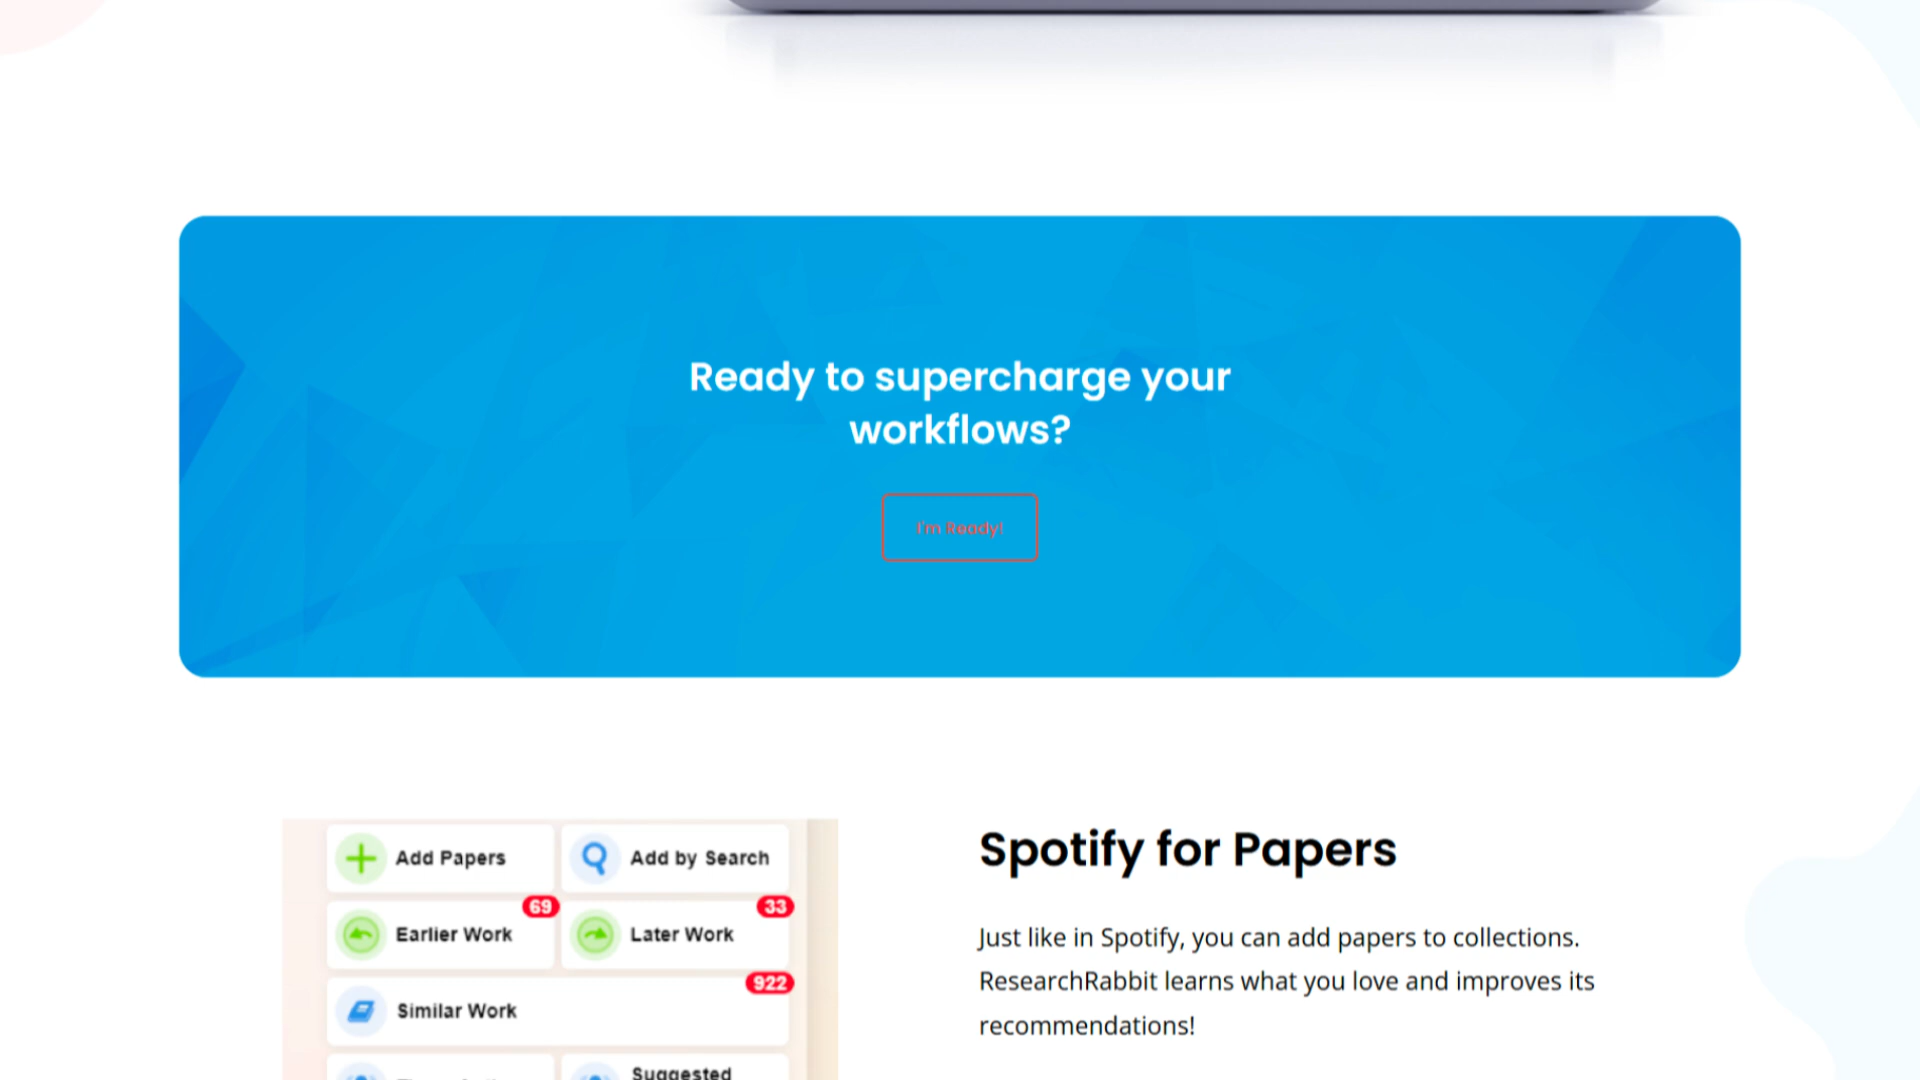 Ready to supercharge your
workflows?
I'm Ready!
Add Papers
Add by Search
69
33
Earlier Work
Later Work
922
Similar Work
Suggested
Spotify for Papers
Just like in Spotify, you can add papers to collections.
ResearchRabbit learns what you love and improves its
recommendations!